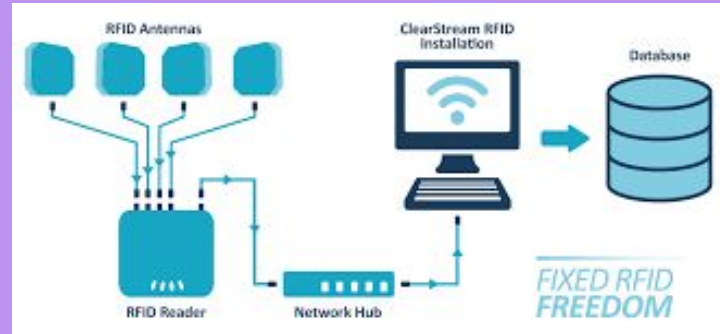 RFID Antennas
ClearStream RFID
Installation
Database
RFID Reader
Network Hub
FIXED RFID
FREEDOM